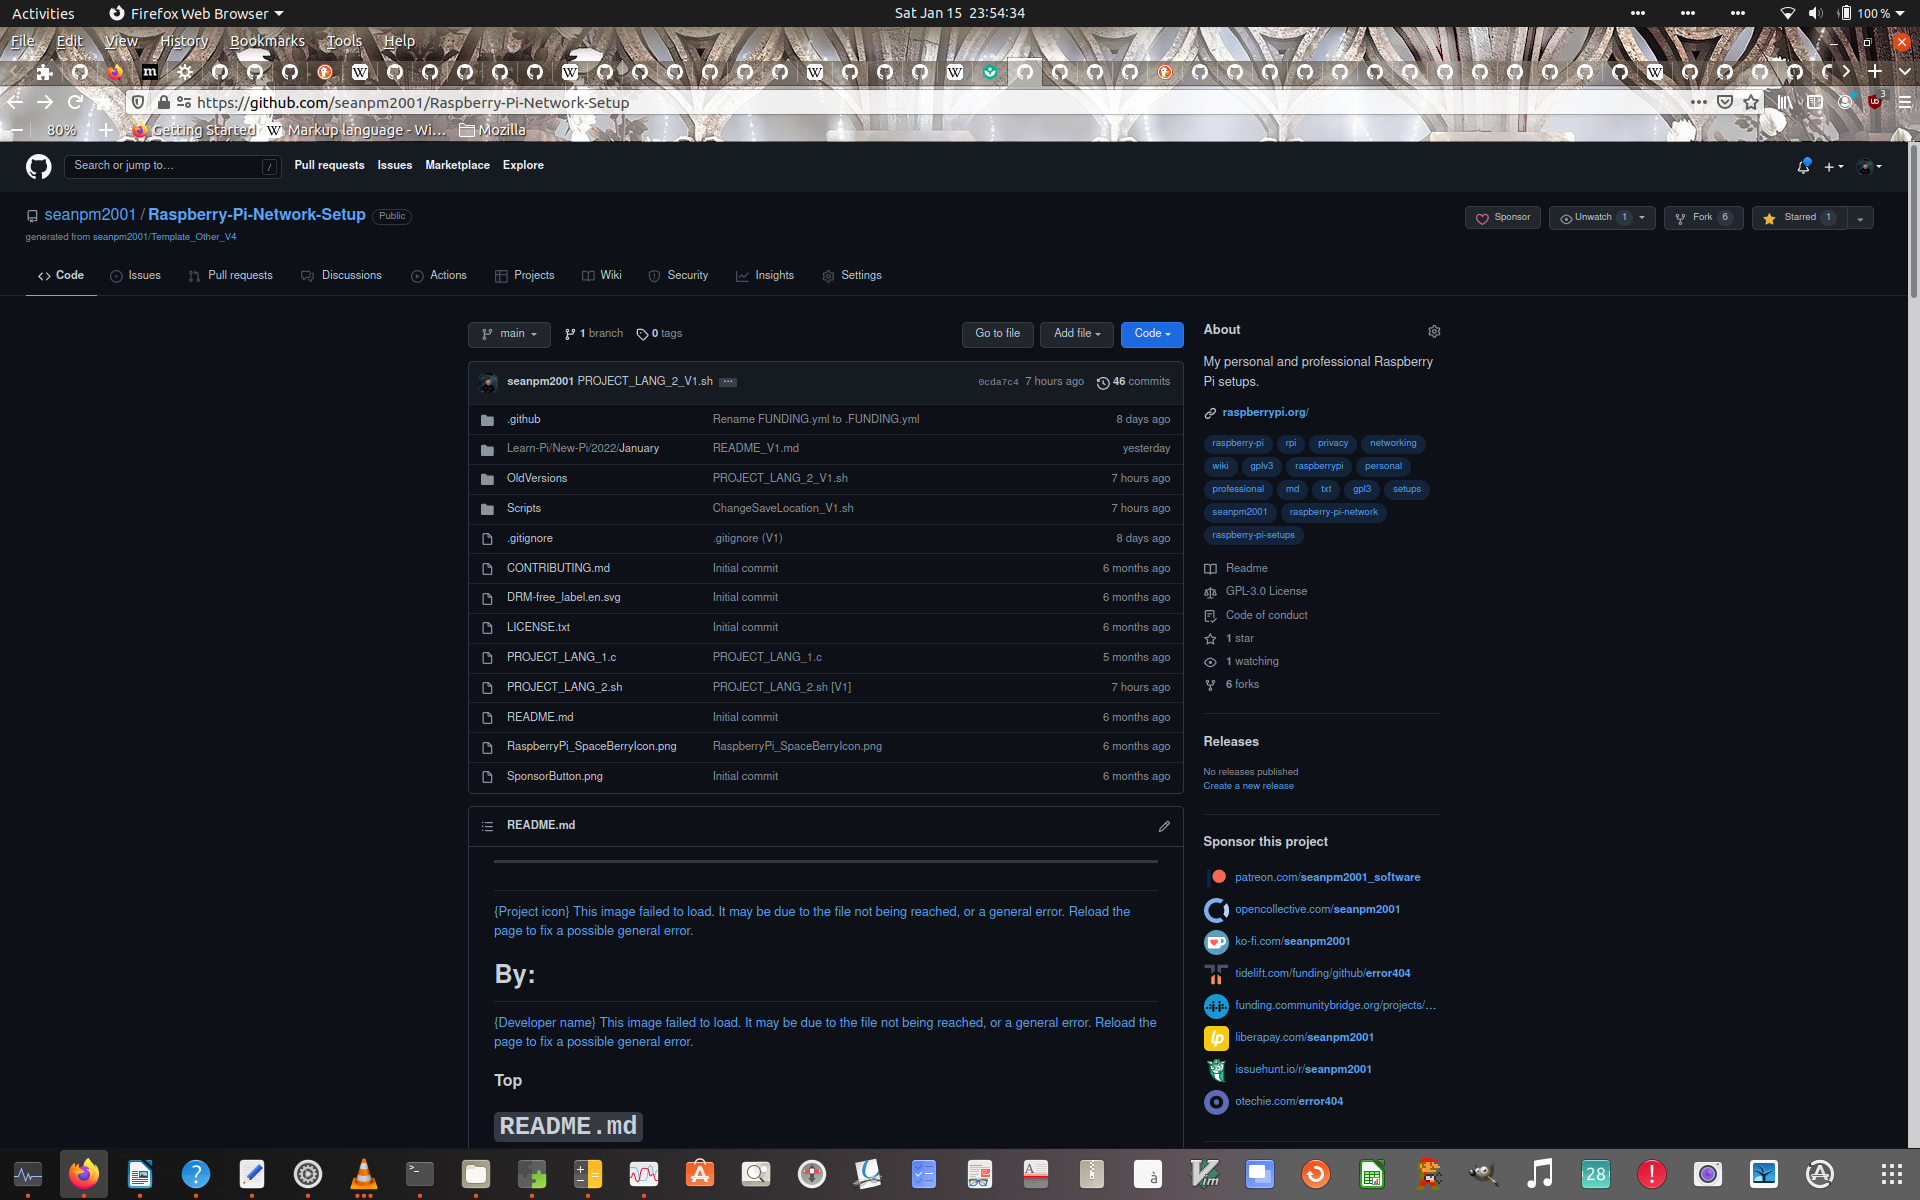 Activities Firefox Web Browser Sat Jan 15 23:54:34 100 %
File Edit View History Bookmarks Tools Help
https://github.com/seanpm2001/Raspberry-Pi-Network-Setup 3
80% Getting Started Markup language - Wi... Mozilla
Search or jump to... / Pull requests Issues Marketplace Explore
seanpm2001 / Raspberry-Pi-Network-Setup Public Sponsor Unwatch 1 Fork 6 Starred 1
generated from seanpm2001/Template_Other_V4
Code Issues Pull requests Discussions Actions Projects Wiki Security Insights Settings
main 1 branch 0 tags Go to file Add file Code
seanpm2001 PROJECT_LANG_2_V1.sh ... 0cda7c4 7 hours ago 46 commits
.github Rename FUNDING.yml to .FUNDING.yml 8 days ago
Learn-Pi/New-Pi/2022/January README_V1.md yesterday
OldVersions PROJECT_LANG_2_V1.sh 7 hours ago
Scripts ChangeSaveLocation_V1.sh 7 hours ago
.gitignore .gitignore (V1) 8 days ago
CONTRIBUTING.md Initial commit 6 months ago
DRM-free_label.en.svg Initial commit 6 months ago
LICENSE.txt Initial commit 6 months ago
PROJECT_LANG_1.c PROJECT_LANG_1.c 5 months ago
PROJECT_LANG_2.sh PROJECT_LANG_2.sh [V1] 7 hours ago
README.md Initial commit 6 months ago
RaspberryPi_SpaceBerryIcon.png RaspberryPi_SpaceBerryIcon.png 6 months ago
SponsorButton.png Initial commit 6 months ago
README.md
{Project icon} This image failed to load. It may be due to the file not being reached, or a general error. Reload the
page to fix a possible general error.
By:
{Developer name} This image failed to load. It may be due to the file not being reached, or a general error. Reload the
page to fix a possible general error.
Top
README.md
About
My personal and professional Raspberry
Pi setups.
raspberrypi.org/
raspberry-pi rpi privacy networking
wiki gplv3 raspberrypi personal
professional md txt gpl3 setups
seanpm2001 raspberry-pi-network
raspberry-pi-setups
Readme
GPL-3.0 License
Code of conduct
1 star
1 watching
6 forks
Releases
No releases published
Create a new release
Sponsor this project
patreon.com/seanpm2001_software
opencollective.com/seanpm2001
ko-fi.com/seanpm2001
tidelift.com/funding/github/error404
funding.communitybridge.org/projects/...
liberapay.com/seanpm2001
issuehunt.io/r/seanpm2001
otechie.com/error404
28